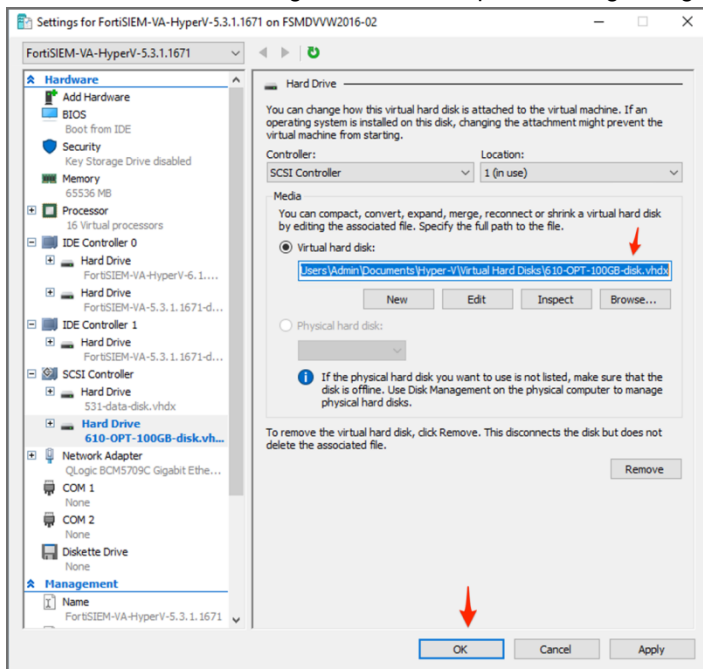 Settings for FortiSIEM-VA-HyperV-5.3.1.1671 on FSMDVVW2016-02
FortiSIEM-VA-HyperV-5.3.1.1671
Hardware
Add Hardware
BIOS
Boot from IDE
Security
Key Storage Drive disabled
Memory
65536 MB
Processor
16 Virtual processors
IDE Controller 0
Hard Drive
FortiSIEM-VA-HyperV-6.1....
Hard Drive
FortiSIEM-VA-5.3.1.1671-d...
IDE Controller 1
Hard Drive
FortiSIEM-VA-5.3.1.1671-d...
SCSI Controller
Hard Drive
531-data-disk.vhdx
Hard Drive
610-OPT-100GB-disk.vh...
Network Adapter
QLogic BCM5709C Gigabit Ethe...
COM 1
None
COM 2
None
Diskette Drive
None
Management
Name
FortiSIEM-VA-HyperV-5.3.1.1671
Hard Drive
You can change how this virtual hard disk is attached to the virtual machine. If an
operating system is installed on this disk, changing the attachment might prevent the
virtual machine from starting.
Controller: Location:
SCSI Controller 1 (in use)
Media
You can compact, convert, expand, merge, reconnect or shrink a virtual hard disk
by editing the associated file. Specify the full path to the file.
Virtual hard disk:
Users\Admin\Documents\Hyper-V\Virtual Hard Disks\610-OPT-100GB-disk.vhdx
New Edit Inspect Browse...
Physical hard disk:
If the physical hard disk you want to use is not listed, make sure that the
disk is offline. Use Disk Management on the physical computer to manage
physical hard disks.
To remove the virtual hard disk, click Remove. This disconnects the disk but does not
delete the associated file.
Remove
OK Cancel Apply